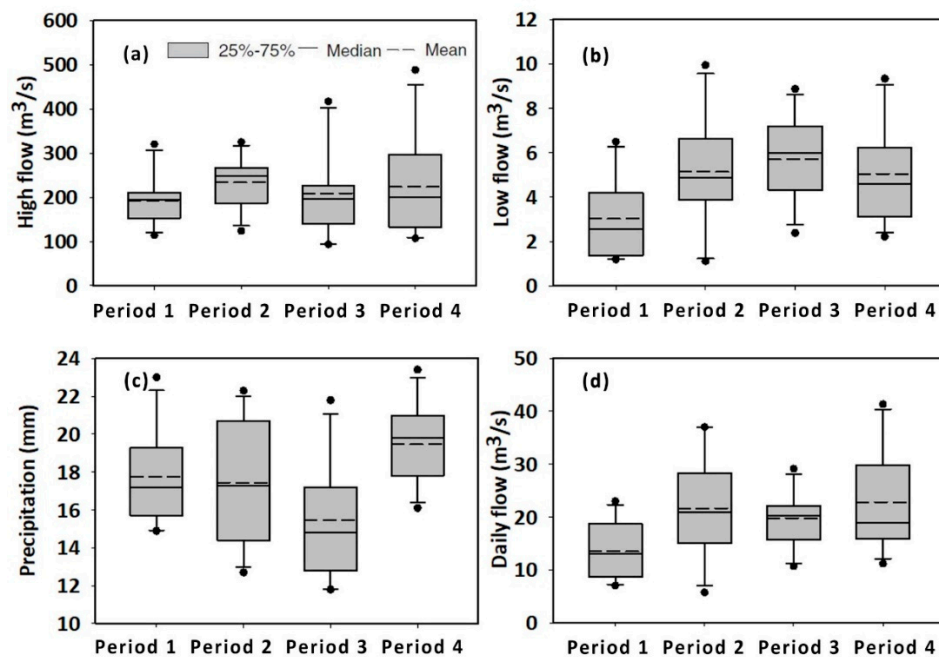 600
500
400
300
200
100
0
High flow (m³/s)
(a)
25%-75% Median Mean
Period 1 Period 2 Period 3 Period 4
12
10
8
6
4
2
0
Low flow (m³/s)
(b)
Period 1 Period 2 Period 3 Period 4
24
22
20
18
16
14
12
10
Precipitation (mm)
(c)
Period 1 Period 2 Period 3 Period 4
50
40
30
20
10
0
Daily flow (m³/s)
(d)
Period 1 Period 2 Period 3 Period 4